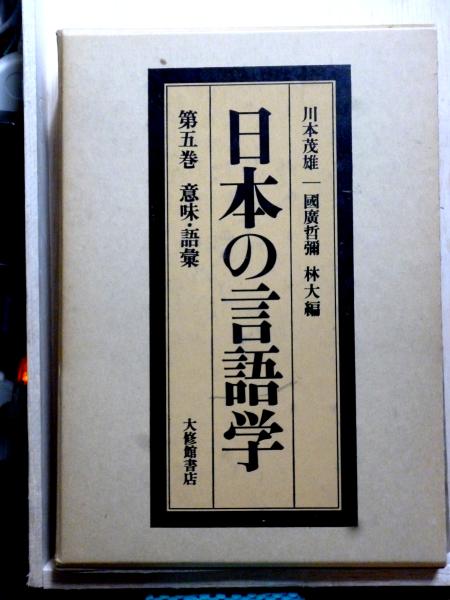 川本茂雄 國廣哲彌 林大編
日本の言語学
第五巻 意味・語彙
大修館書店